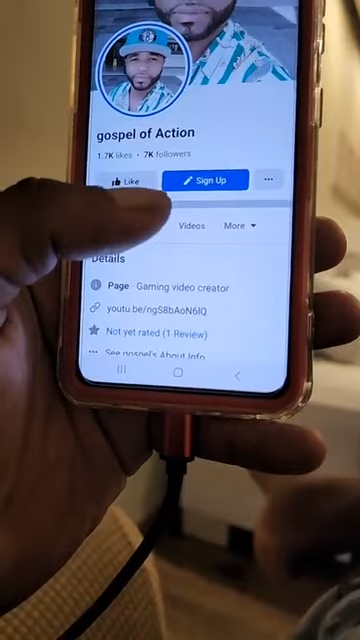 gospel of Action
1.7K likes • 7K followers
Like
Sign Up
Videos More
Details
Page · Gaming video creator
youtu.be/ngS8bAoN6IQ
Not yet rated (1 Review)
See gospel's About Info